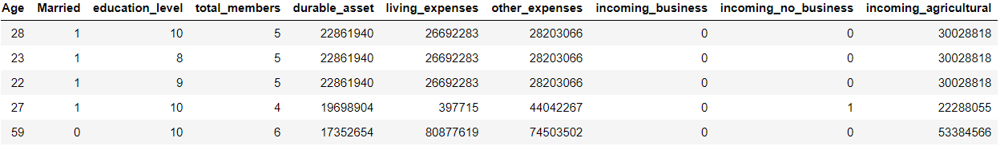 Age Married education_level total_members durable_asset living_expenses other_expenses incoming_business incoming_no_business incoming_agricultural
28 1 10 5 22861940 26692283 28203066 0 0 30028818
23 1 8 5 22861940 26692283 28203066 0 0 30028818
22 1 9 5 22861940 26692283 28203066 0 0 30028818
27 1 10 4 19698904 397715 44042267 0 1 22288055
59 0 10 6 17352654 80877619 74503502 0 0 53384566